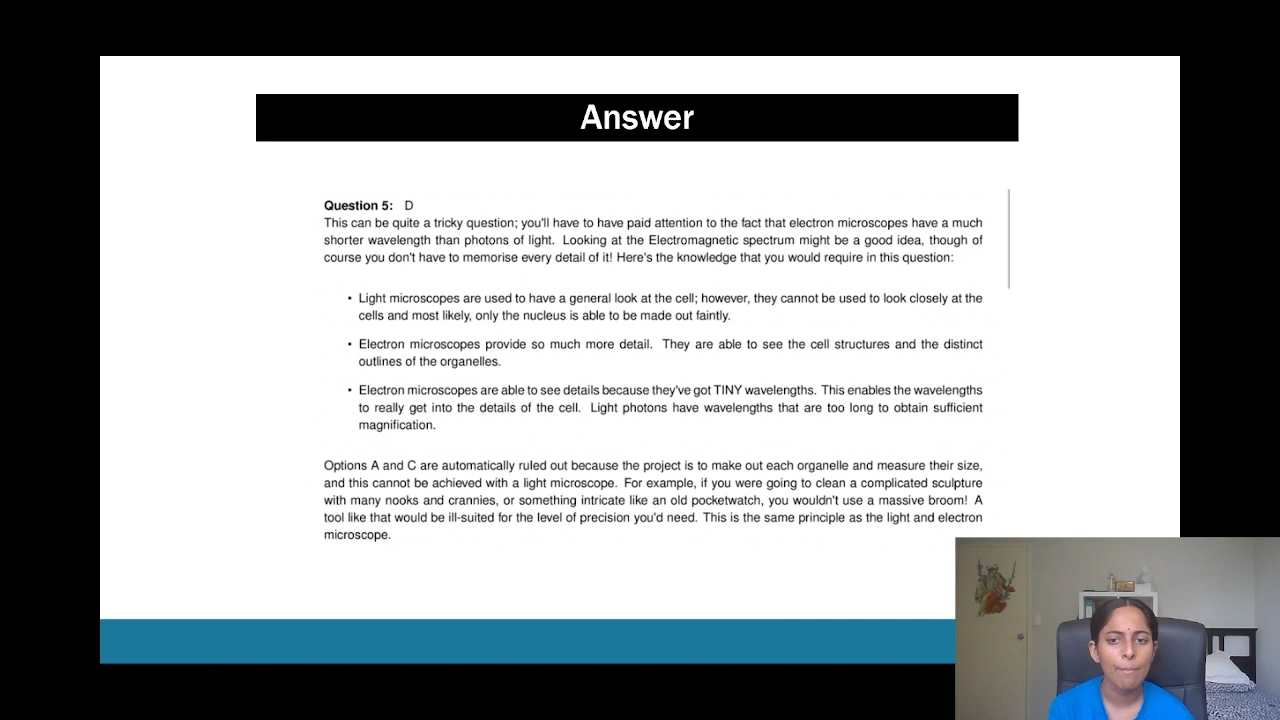 Answer
Question 5: D
This can be quite a tricky question; you'll have to have paid attention to the fact that electron microscopes have a much
shorter wavelength than photons of light. Looking at the Electromagnetic spectrum might be a good idea, though of
course you don't have to memorise every detail of it! Here's the knowledge that you would require in this question:
• Light microscopes are used to have a general look at the cell; however, they cannot be used to look closely at the
cells and most likely, only the nucleus is able to be made out faintly.
• Electron microscopes provide so much more detail. They are able to see the cell structures and the distinct
outlines of the organelles.
• Electron microscopes are able to see details because they've got TINY wavelengths. This enables the wavelengths
to really get into the details of the cell. Light photons have wavelengths that are too long to obtain sufficient
magnification.
Options A and C are automatically ruled out because the project is to make out each organelle and measure their size,
and this cannot be achieved with a light microscope. For example, if you were going to clean a complicated sculpture
with many nooks and crannies, or something intricate like an old pocketwatch, you wouldn't use a massive broom! A
tool like that would be ill-suited for the level of precision you'd need. This is the same principle as the light and electron
microscope.